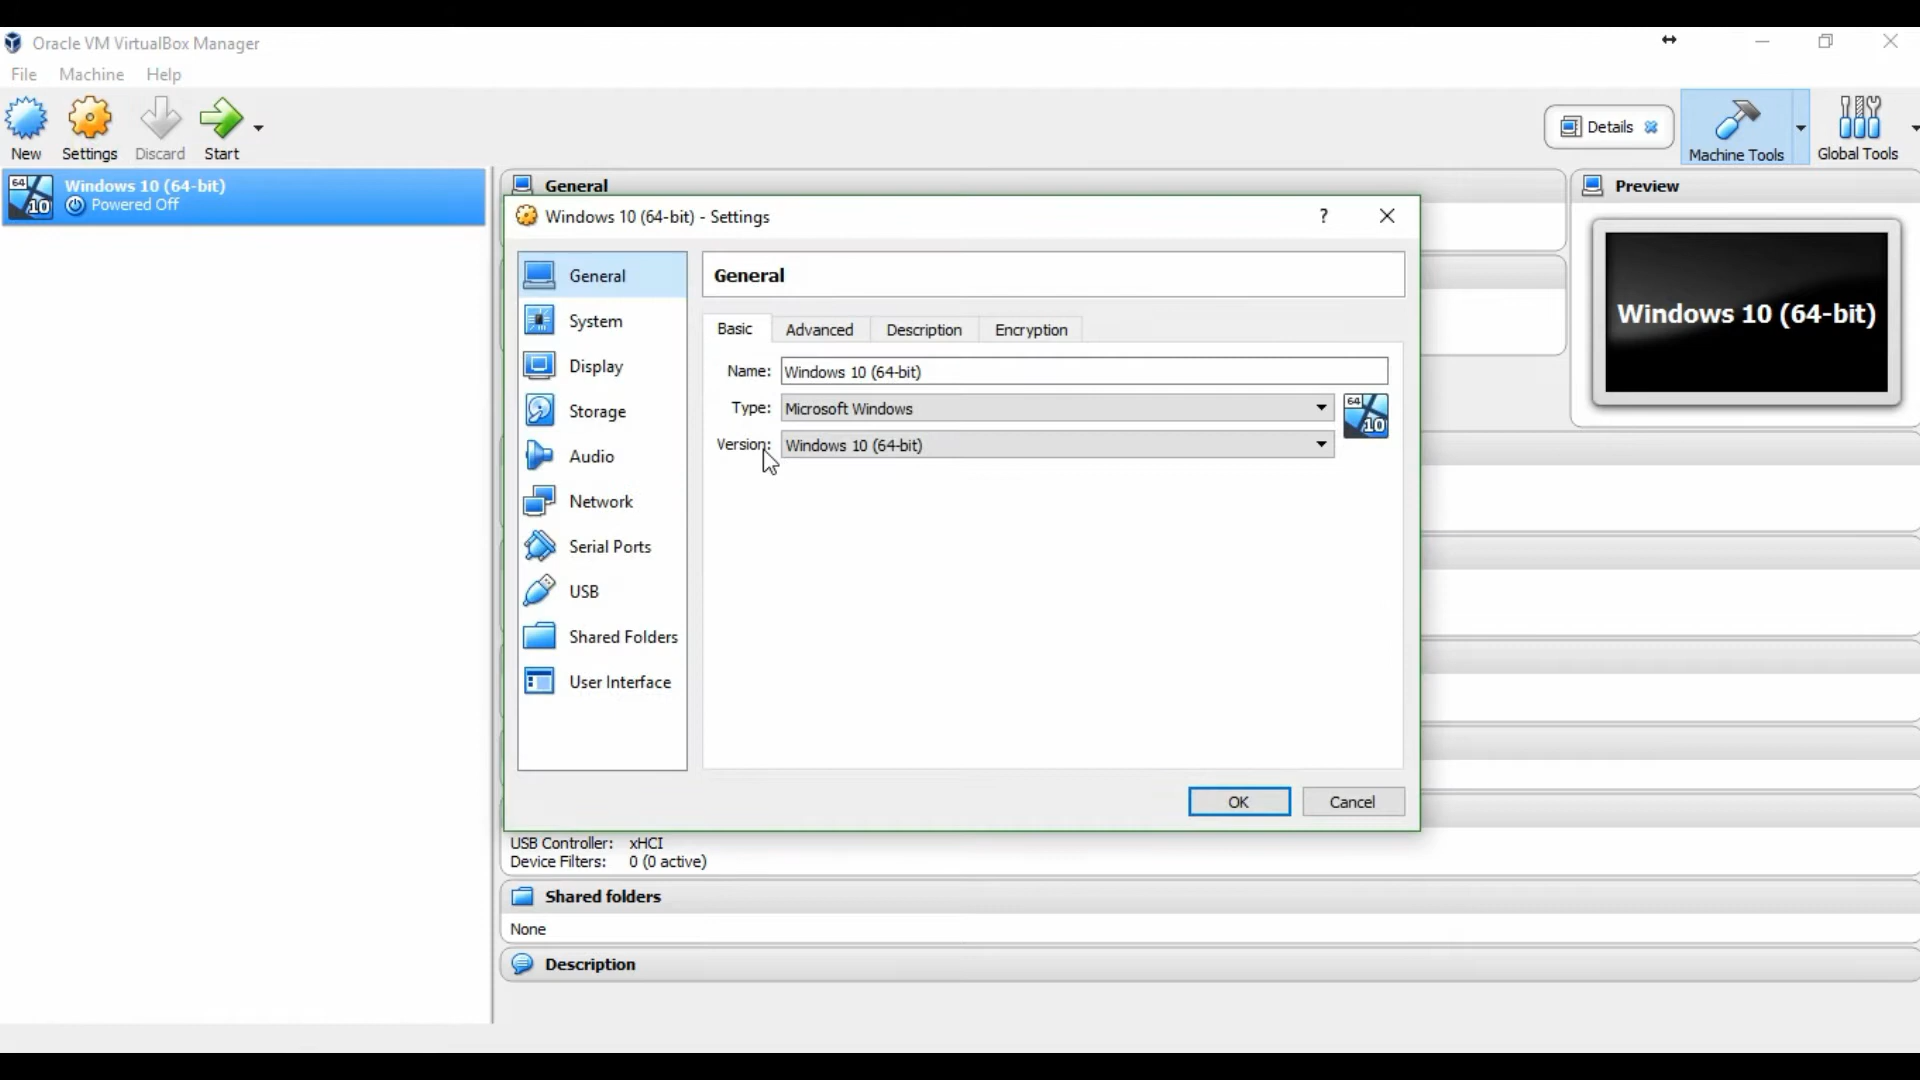 Oracle VM VirtualBox Manager
File Machine Help
New Settings Discard Start
Details
Machine Tools
Global Tools
64 10 Windows 10 (64-bit)
Powered Off
General
Preview
Windows 10 (64-bit)
Windows 10 (64-bit) - Settings ?
General
System
Display
Storage
Audio
Network
Serial Ports
USB
Shared Folders
User Interface
General
Basic Advanced Description Encryption
Name: Windows 10 (64-bit)
Type: Microsoft Windows
64 10
Version: Windows 10 (64-bit)
OK Cancel
USB Controller: xHCI
Device Filters: 0 (0 active)
Shared folders
None
Description